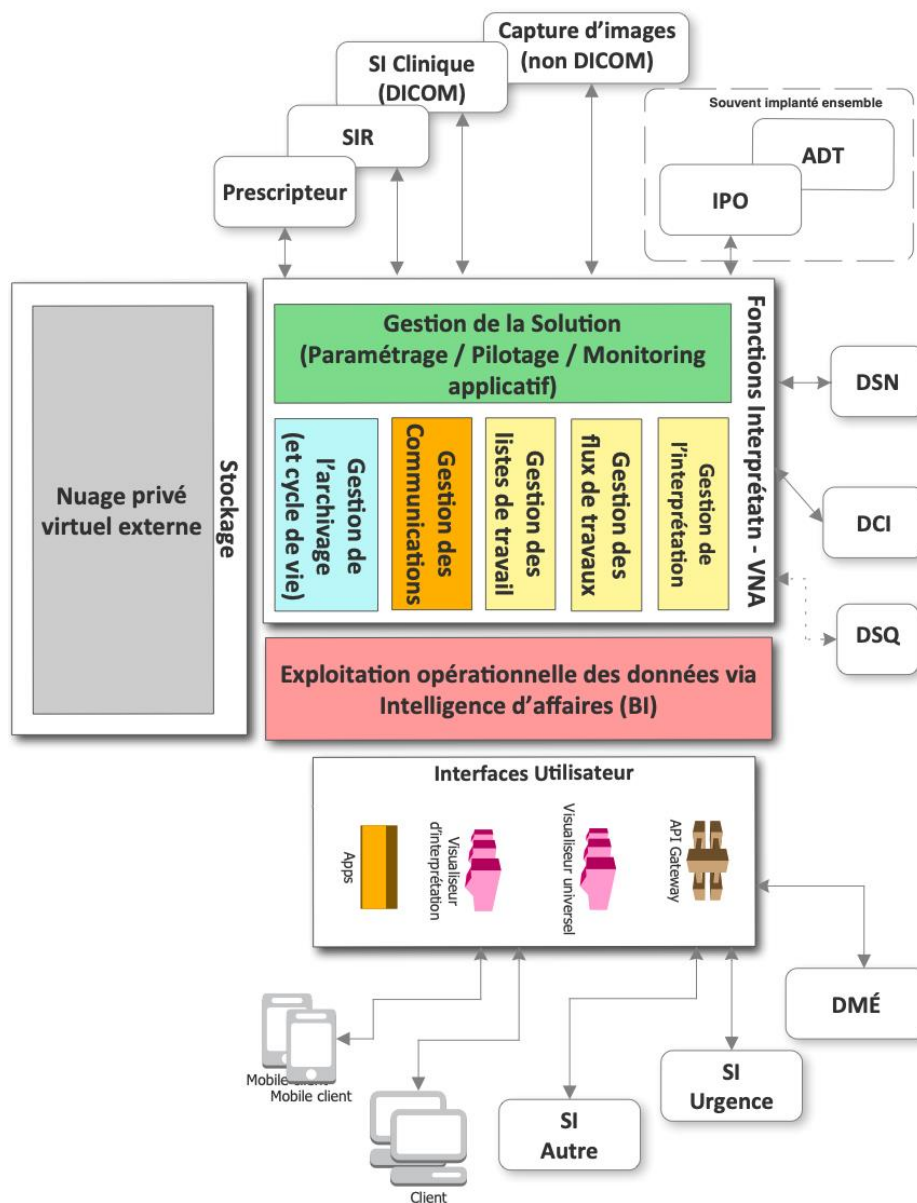 Capture d’images
(non DICOM)
SI Clinique
(DICOM)
SIR
Prescripteur
Souvent implanté ensemble
ADT
IPO
Nuage privé
virtuel externe
Stockage
Gestion de la Solution
(Paramétrage / Pilotage / Monitoring
applicatif)
Gestion de
l’archivage
(et cycle de vie)
Gestion des
Communications
Gestion des
listes de travail
Gestion des
flux de travaux
Gestion de
l’interprétation
Fonctions Interprétatn - VNA
DSN
DCI
DSQ
Exploitation opérationnelle des données via
Intelligence d’affaires (BI)
Interfaces Utilisateur
Apps
Visualiseur
d’interprétation
Visualiseur universel
API Gateway
DMÉ
Mobile client
Mobile client
SI
Urgence
SI
Autre
Client